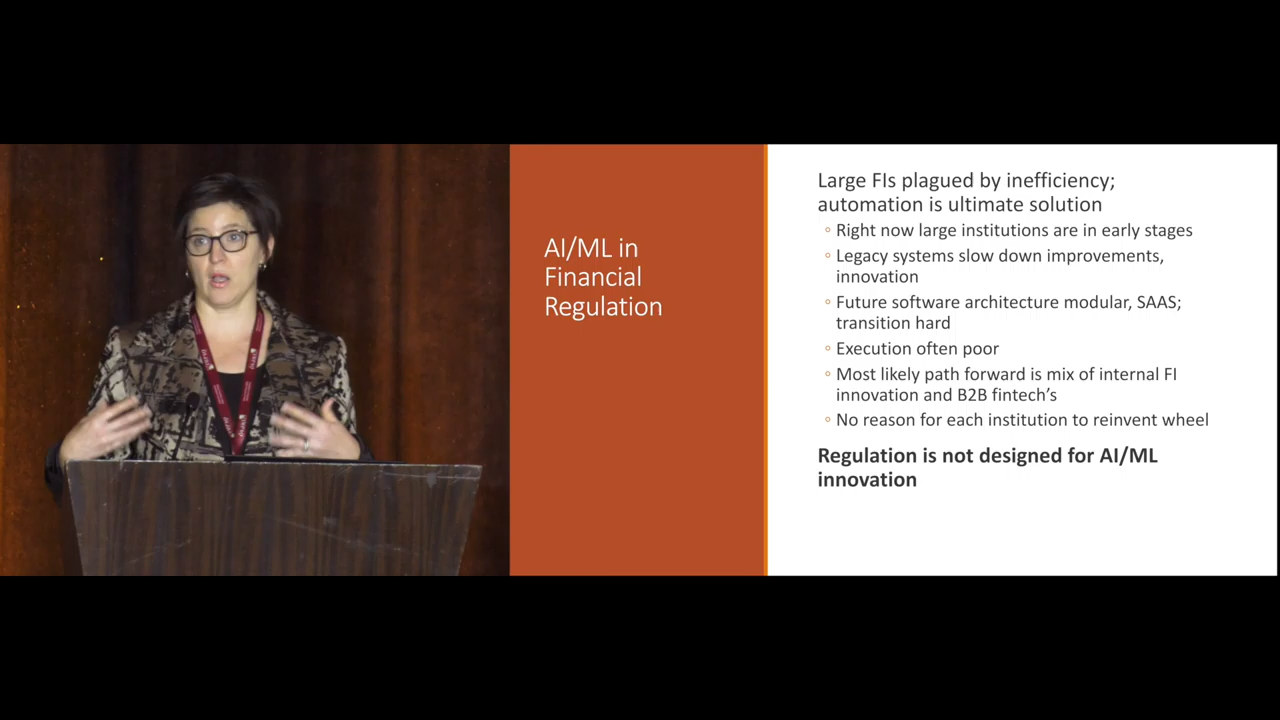 AI/ML in
Financial
Regulation
Large FIs plagued by inefficiency;
automation is ultimate solution
◦ Right now large institutions are in early stages
◦ Legacy systems slow down improvements,
innovation
◦ Future software architecture modular, SAAS;
transition hard
◦ Execution often poor
◦ Most likely path forward is mix of internal FI
innovation and B2B fintech's
◦ No reason for each institution to reinvent wheel
Regulation is not designed for AI/ML
innovation